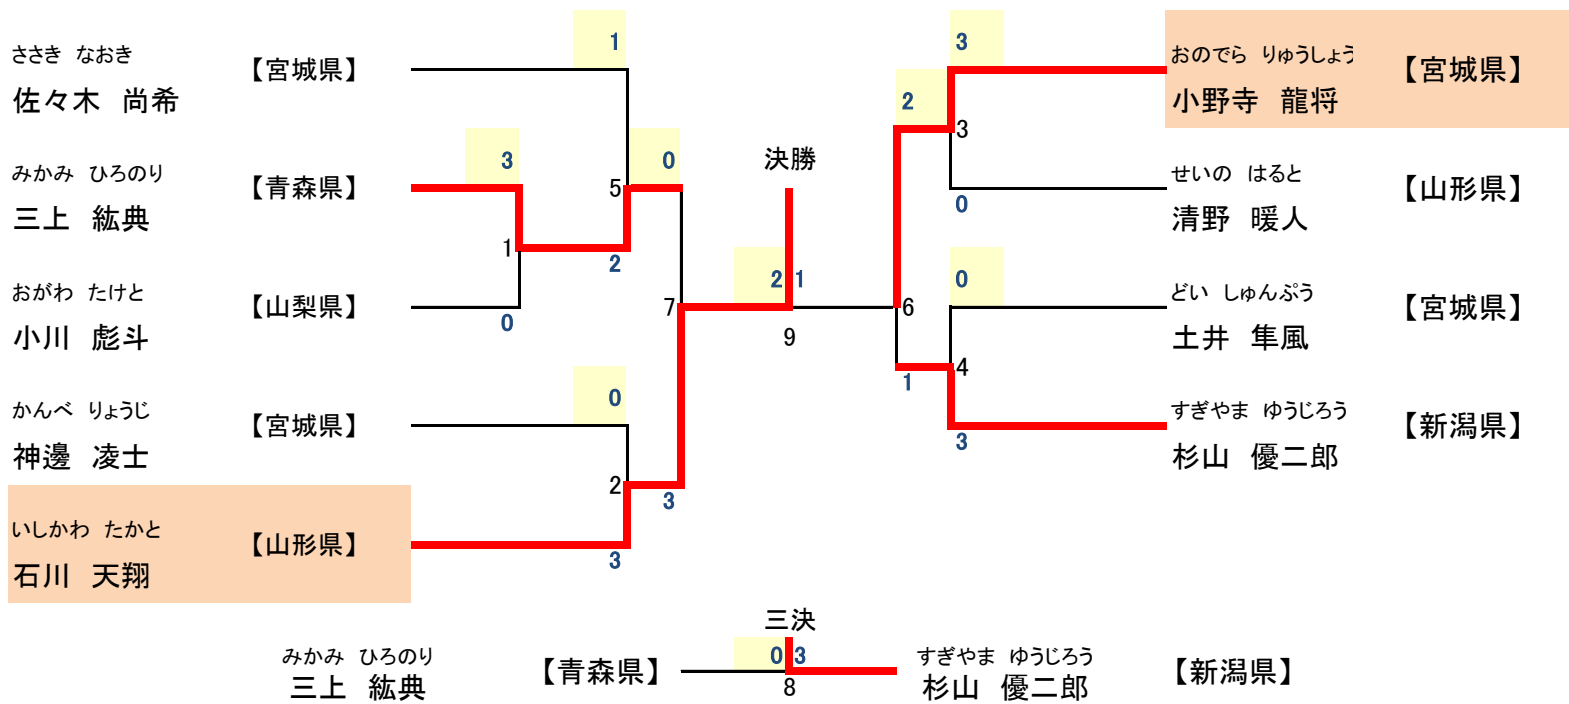 1
ささき なおき
【宮城県】
佐々木 尚希
3
0
みかみ ひろのり
【青森県】
5
三上 紘典
1
2
おがわ たけと
【山梨県】
0
小川 彪斗
7
0
かんべ りょうじ
【宮城県】
神邊 凌士
2
3
いしかわ たかと
【山形県】
3
石川 天翔
決勝
2 1
9
3
おのでら りゅうしょう
【宮城県】
小野寺 龍将
2
3
せいの はると
【山形県】
0
清野 暖人
0
どい しゅんぷう
【宮城県】
6
土井 隼風
4
1
すぎやま ゆうじろう
【新潟県】
3
杉山 優二郎
三決
みかみ ひろのり
【青森県】
三上 紘典
0 3
8
すぎやま ゆうじろう
【新潟県】
杉山 優二郎